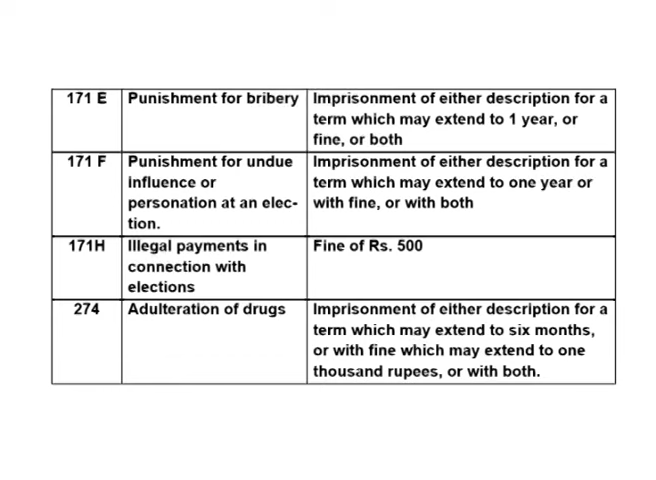 171 E Punishment for bribery Imprisonment of either description for a
term which may extend to 1 year, or
fine, or both
171 F Punishment for undue Imprisonment of either description for a
influence or term which may extend to one year or
personation at an elec- with fine, or with both
tion.
171H Illegal payments in Fine of Rs. 500
connection with
elections
274 Adulteration of drugs Imprisonment of either description for a
term which may extend to six months,
or with fine which may extend to one
thousand rupees, or with both.